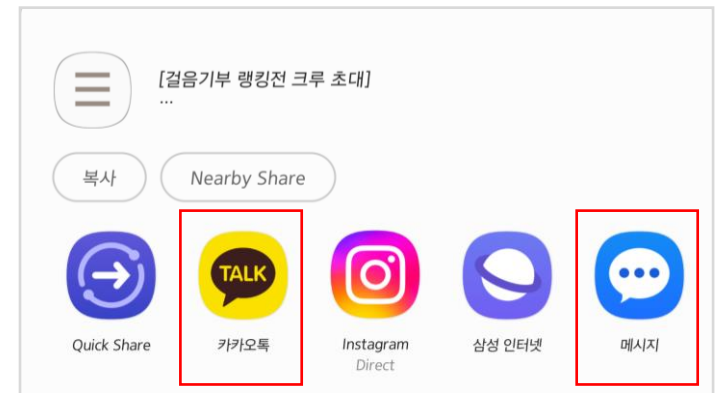 [걸음기부 랭킹전 크루 초대]
...
복사
Nearby Share
TALK
Quick Share
카카오톡
Instagram
Direct
삼성 인터넷
메시지